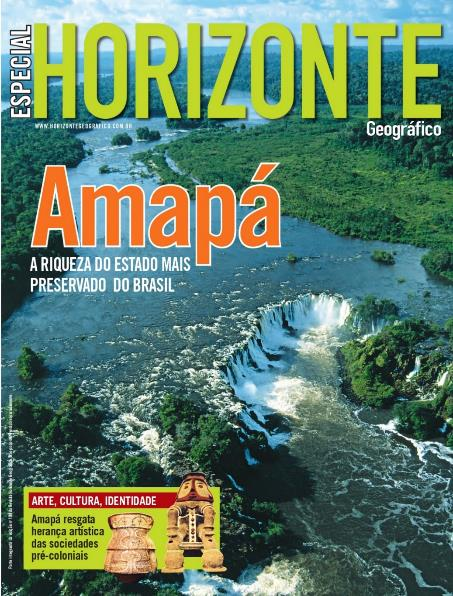 ESPECIAL
HORIZONTE
Geográfico
WWW.HORIZONTEGEOGRAFICO.COM.BR
Amapá
A RIQUEZA DO ESTADO MAIS
PRESERVADO DO BRASIL
ARTE, CULTURA, IDENTIDADE
Amapá resgata
herança artística
das sociedades
pré-coloniais